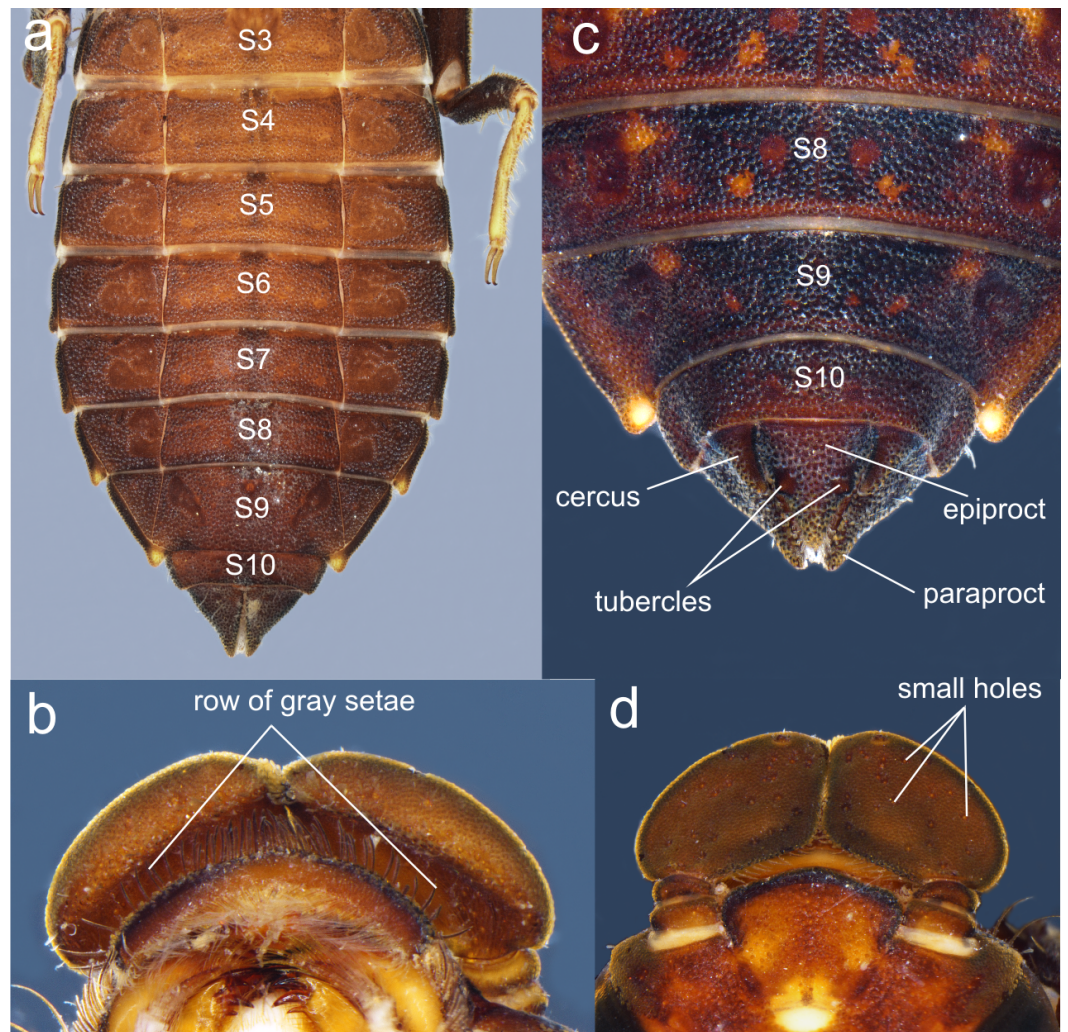 a
S3
S4
S5
S6
S7
S8
S9
S10
c
S8
S9
S10
cercus
epiproct
tubercles
paraproct
b
row of gray setae
d
small holes